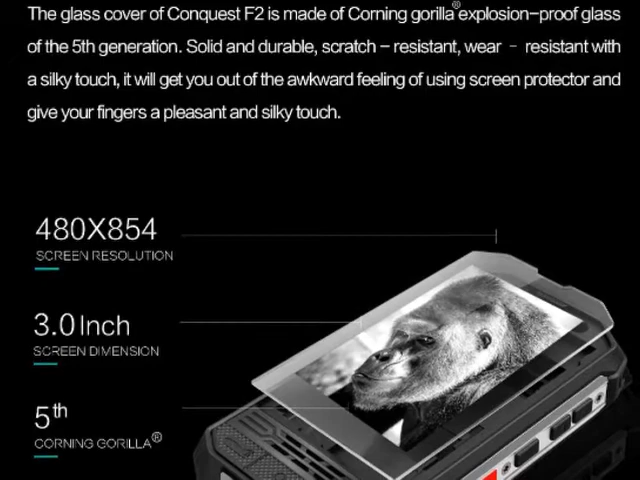 The glass cover of Conquest F2 is made of Corning gorilla® explosion-proof glass
of the 5th generation. Solid and durable, scratch - resistant, wear - resistant with
a silky touch, it will get you out of the awkward feeling of using screen protector and
give your fingers a pleasant and silky touch.
480X854
SCREEN RESOLUTION
3.0 Inch
SCREEN DIMENSION
5th
CORNING GORILLA®